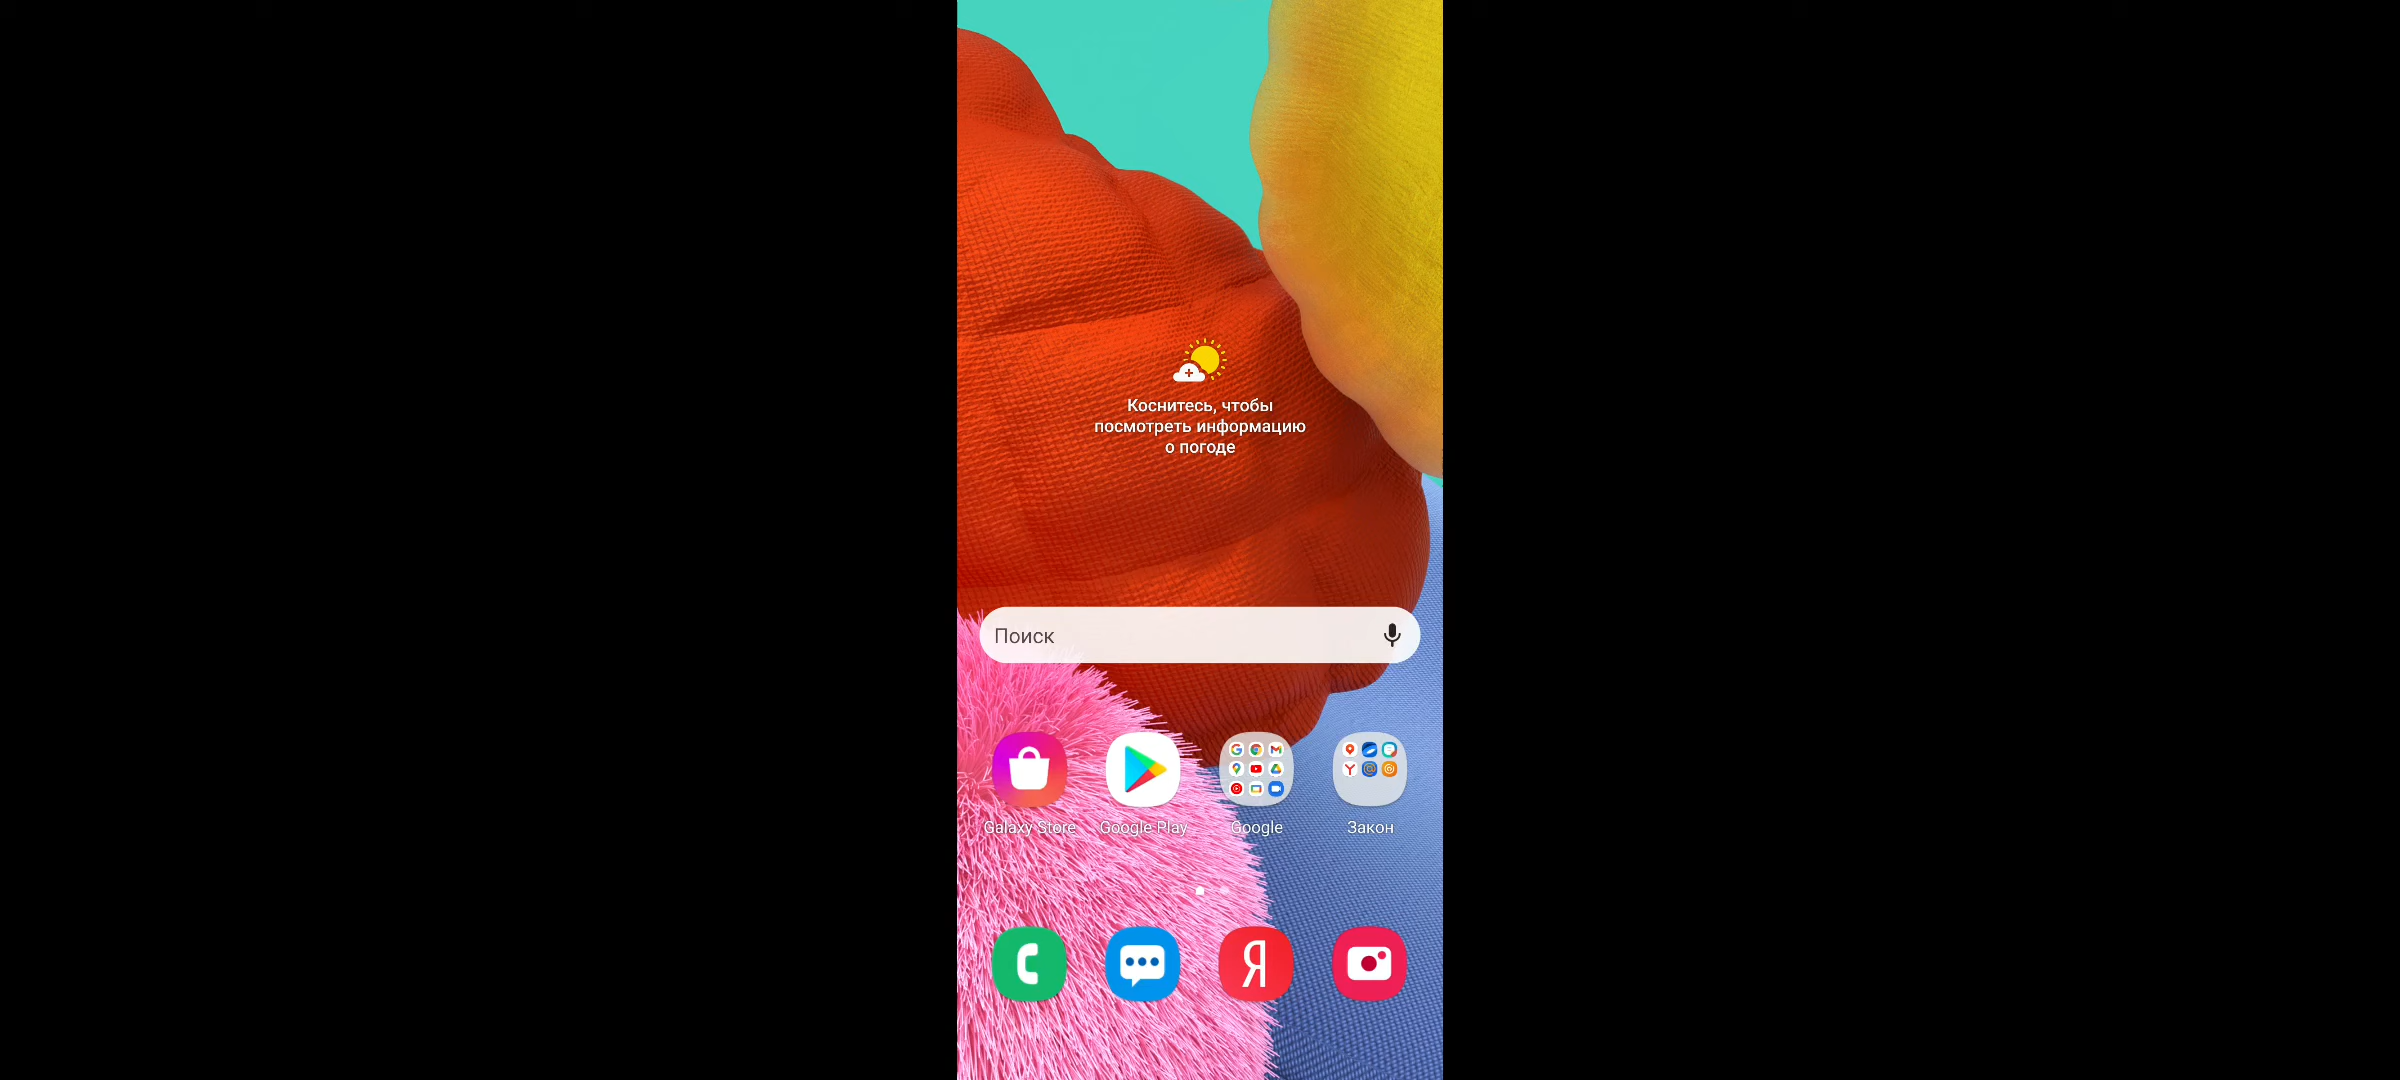 Коснитесь, чтобы
посмотреть информацию
о погоде
Поиск
Galaxy Store
Google Play
Google
Закон
Я